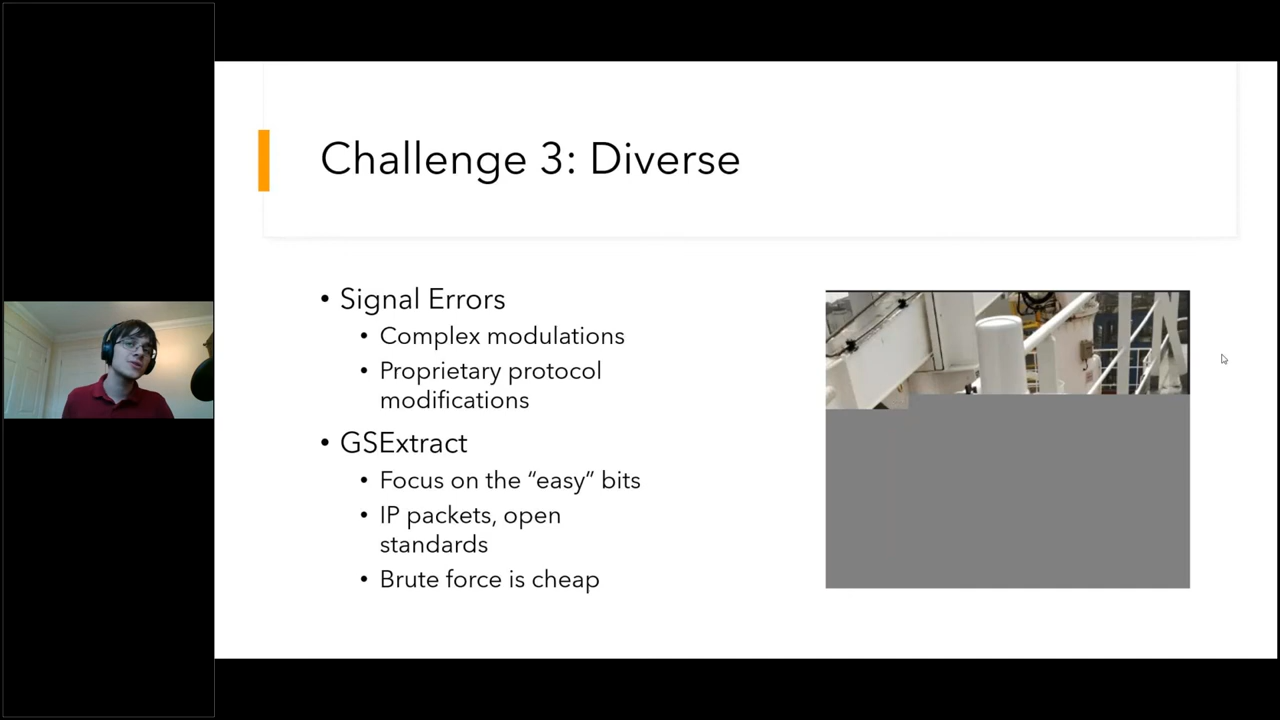 Challenge 3: Diverse
• Signal Errors
• Complex modulations
• Proprietary protocol
modifications
• GSExtract
• Focus on the “easy” bits
• IP packets, open
standards
• Brute force is cheap